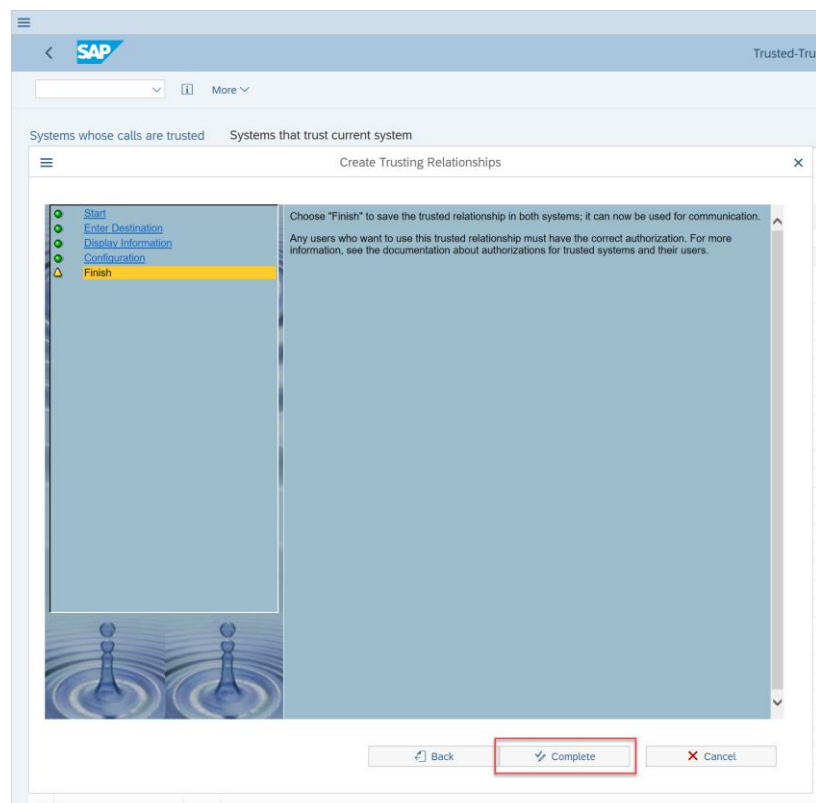 SAP
Trusted-Tru
More
Systems whose calls are trusted Systems that trust current system
Create Trusting Relationships
Start
Enter Destination
Display Information
Configuration
Finish
Choose "Finish" to save the trusted relationship in both systems; it can now be used for communication.
Any users who want to use this trusted relationship must have the correct authorization. For more
information, see the documentation about authorizations for trusted systems and their users.
Back Complete Cancel